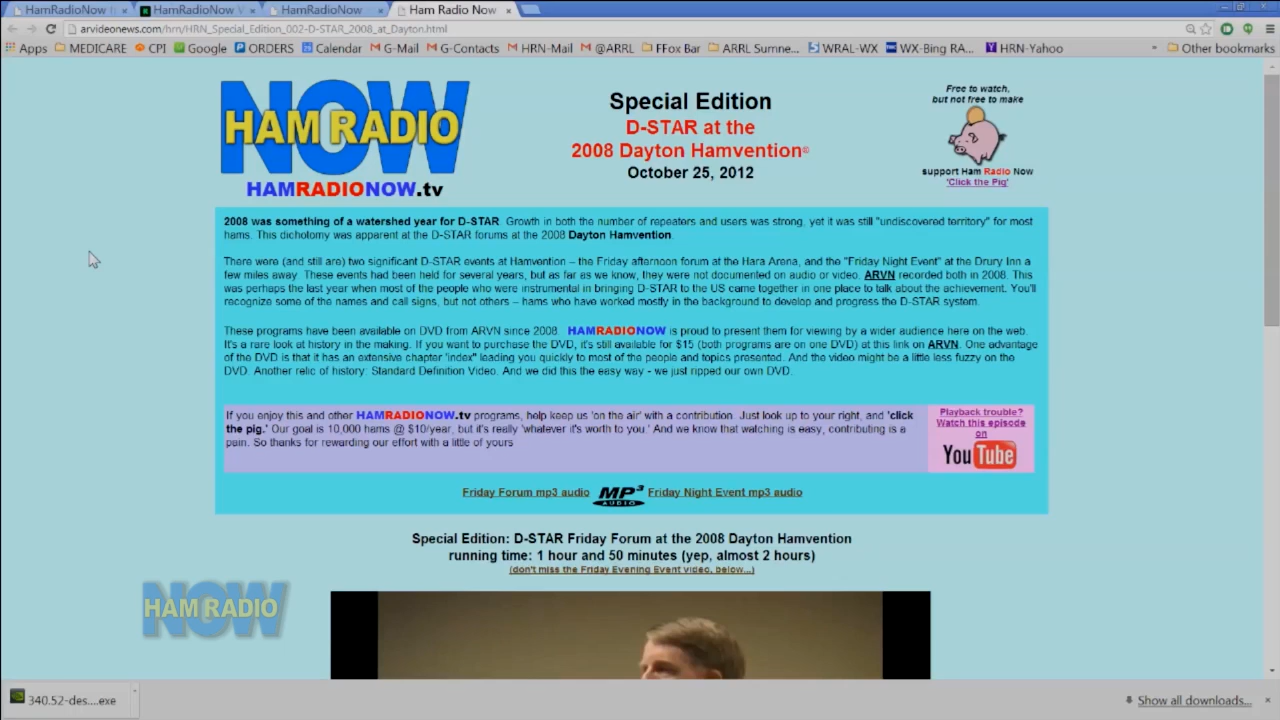 HamRadioNow
HamRadioNow
HamRadioNow
Ham Radio Now
arvideonews.com/hrn/HRN_Special_Edition_002-D-STAR_2008_at_Dayton.html
Apps MEDICARE CPI Google ORDERS Calendar G-Mail G-Contacts HRN-Mail @ARRL FFox Bar ARRL Sumne... WRAL-WX WX-Bing RA... HRN-Yahoo » Other bookmarks
NOW
HAM RADIO
HAMRADIONOW.tv
Special Edition
D-STAR at the
2008 Dayton Hamvention®
October 25, 2012
Free to watch,
but not free to make
support Ham Radio Now
'Click the Pig'
2008 was something of a watershed year for D-STAR. Growth in both the number of repeaters and users was strong, yet it was still "undiscovered territory" for most
hams. This dichotomy was apparent at the D-STAR forums at the 2008 Dayton Hamvention.
There were (and still are) two significant D-STAR events at Hamvention – the Friday afternoon forum at the Hara Arena, and the "Friday Night Event" at the Drury Inn a
few miles away. These events had been held for several years, but as far as we know, they were not documented on audio or video. ARVN recorded both in 2008. This
was perhaps the last year when most of the people who were instrumental in bringing D-STAR to the US came together in one place to talk about the achievement. You'll
recognize some of the names and call signs, but not others – hams who have worked mostly in the background to develop and progress the D-STAR system.
These programs have been available on DVD from ARVN since 2008. HAMRADIONOW is proud to present them for viewing by a wider audience here on the web.
It's a rare look at history in the making. If you want to purchase the DVD, it's still available for $15 (both programs are on one DVD) at this link on ARVN. One advantage
of the DVD is that it has an extensive chapter 'index" leading you quickly to most of the people and topics presented. And the video might be a little less fuzzy on the
DVD. Another relic of history: Standard Definition Video. And we did this the easy way - we just ripped our own DVD.
If you enjoy this and other HAMRADIONOW.tv programs, help keep us 'on the air' with a contribution. Just look up to your right, and 'click
the pig.' Our goal is 10,000 hams @ $10/year, but it's really 'whatever it's worth to you.' And we know that watching is easy, contributing is a
pain. So thanks for rewarding our effort with a little of yours
Playback trouble?
Watch this episode
on
YouTube
Friday Forum mp3 audio MP3 AUDIO Friday Night Event mp3 audio
Special Edition: D-STAR Friday Forum at the 2008 Dayton Hamvention
running time: 1 hour and 50 minutes (yep, almost 2 hours)
(don't miss the Friday Evening Event video, below...)
NOW
HAM RADIO
340.52-des....exe
Show all downloads...